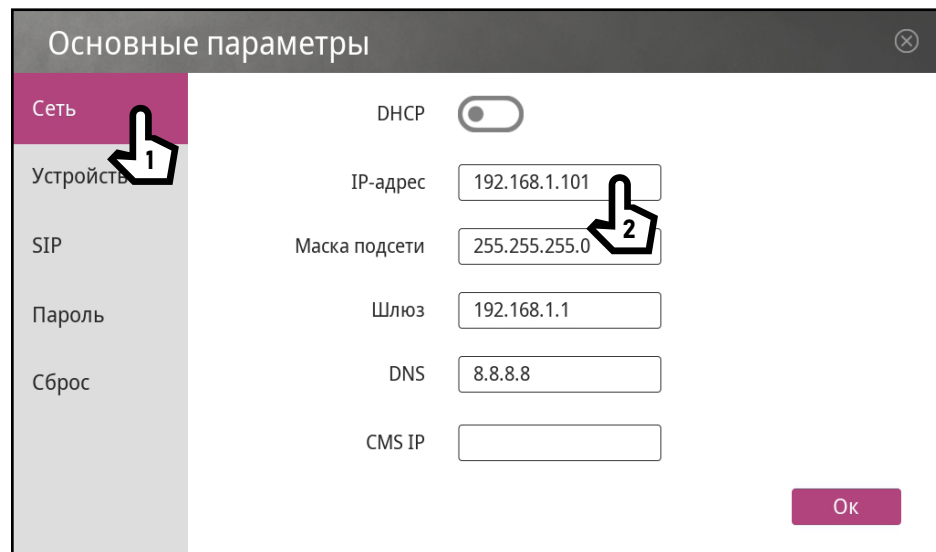 Основные параметры
Сеть
1
Устройств
SIP
Пароль
Сброс
DHCP
IP-адрес
192.168.1.101
2
Маска подсети
255.255.255.0
Шлюз
192.168.1.1
DNS
8.8.8.8
CMS IP
Ок